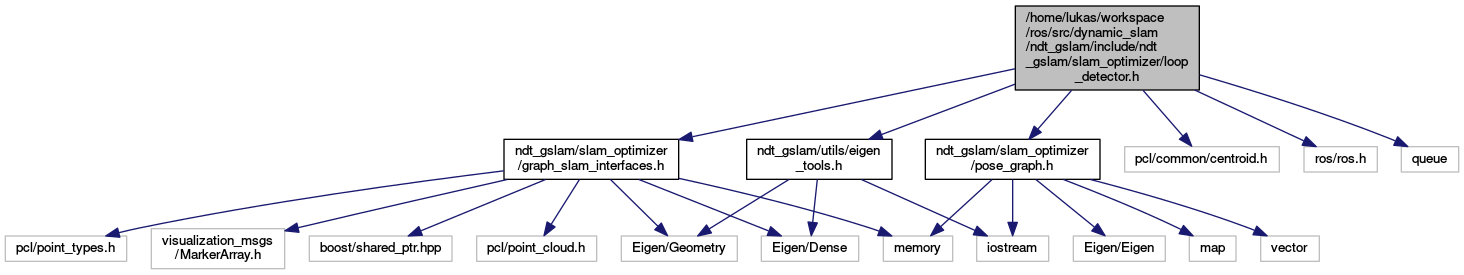 /home/lukas/workspace
/ros/src/dynamic_slam
/ndt_gslam/include/ndt
_gslam/slam_optimizer/loop
_detector.h
ndt_gslam/slam_optimizer
/graph_slam_interfaces.h
ndt_gslam/utils/eigen
_tools.h
ndt_gslam/slam_optimizer
/pose_graph.h
pcl/common/centroid.h
ros/ros.h
queue
pcl/point_types.h
visualization_msgs
/MarkerArray.h
boost/shared_ptr.hpp
pcl/point_cloud.h
Eigen/Geometry
Eigen/Dense
memory
iostream
Eigen/Eigen
map
vector